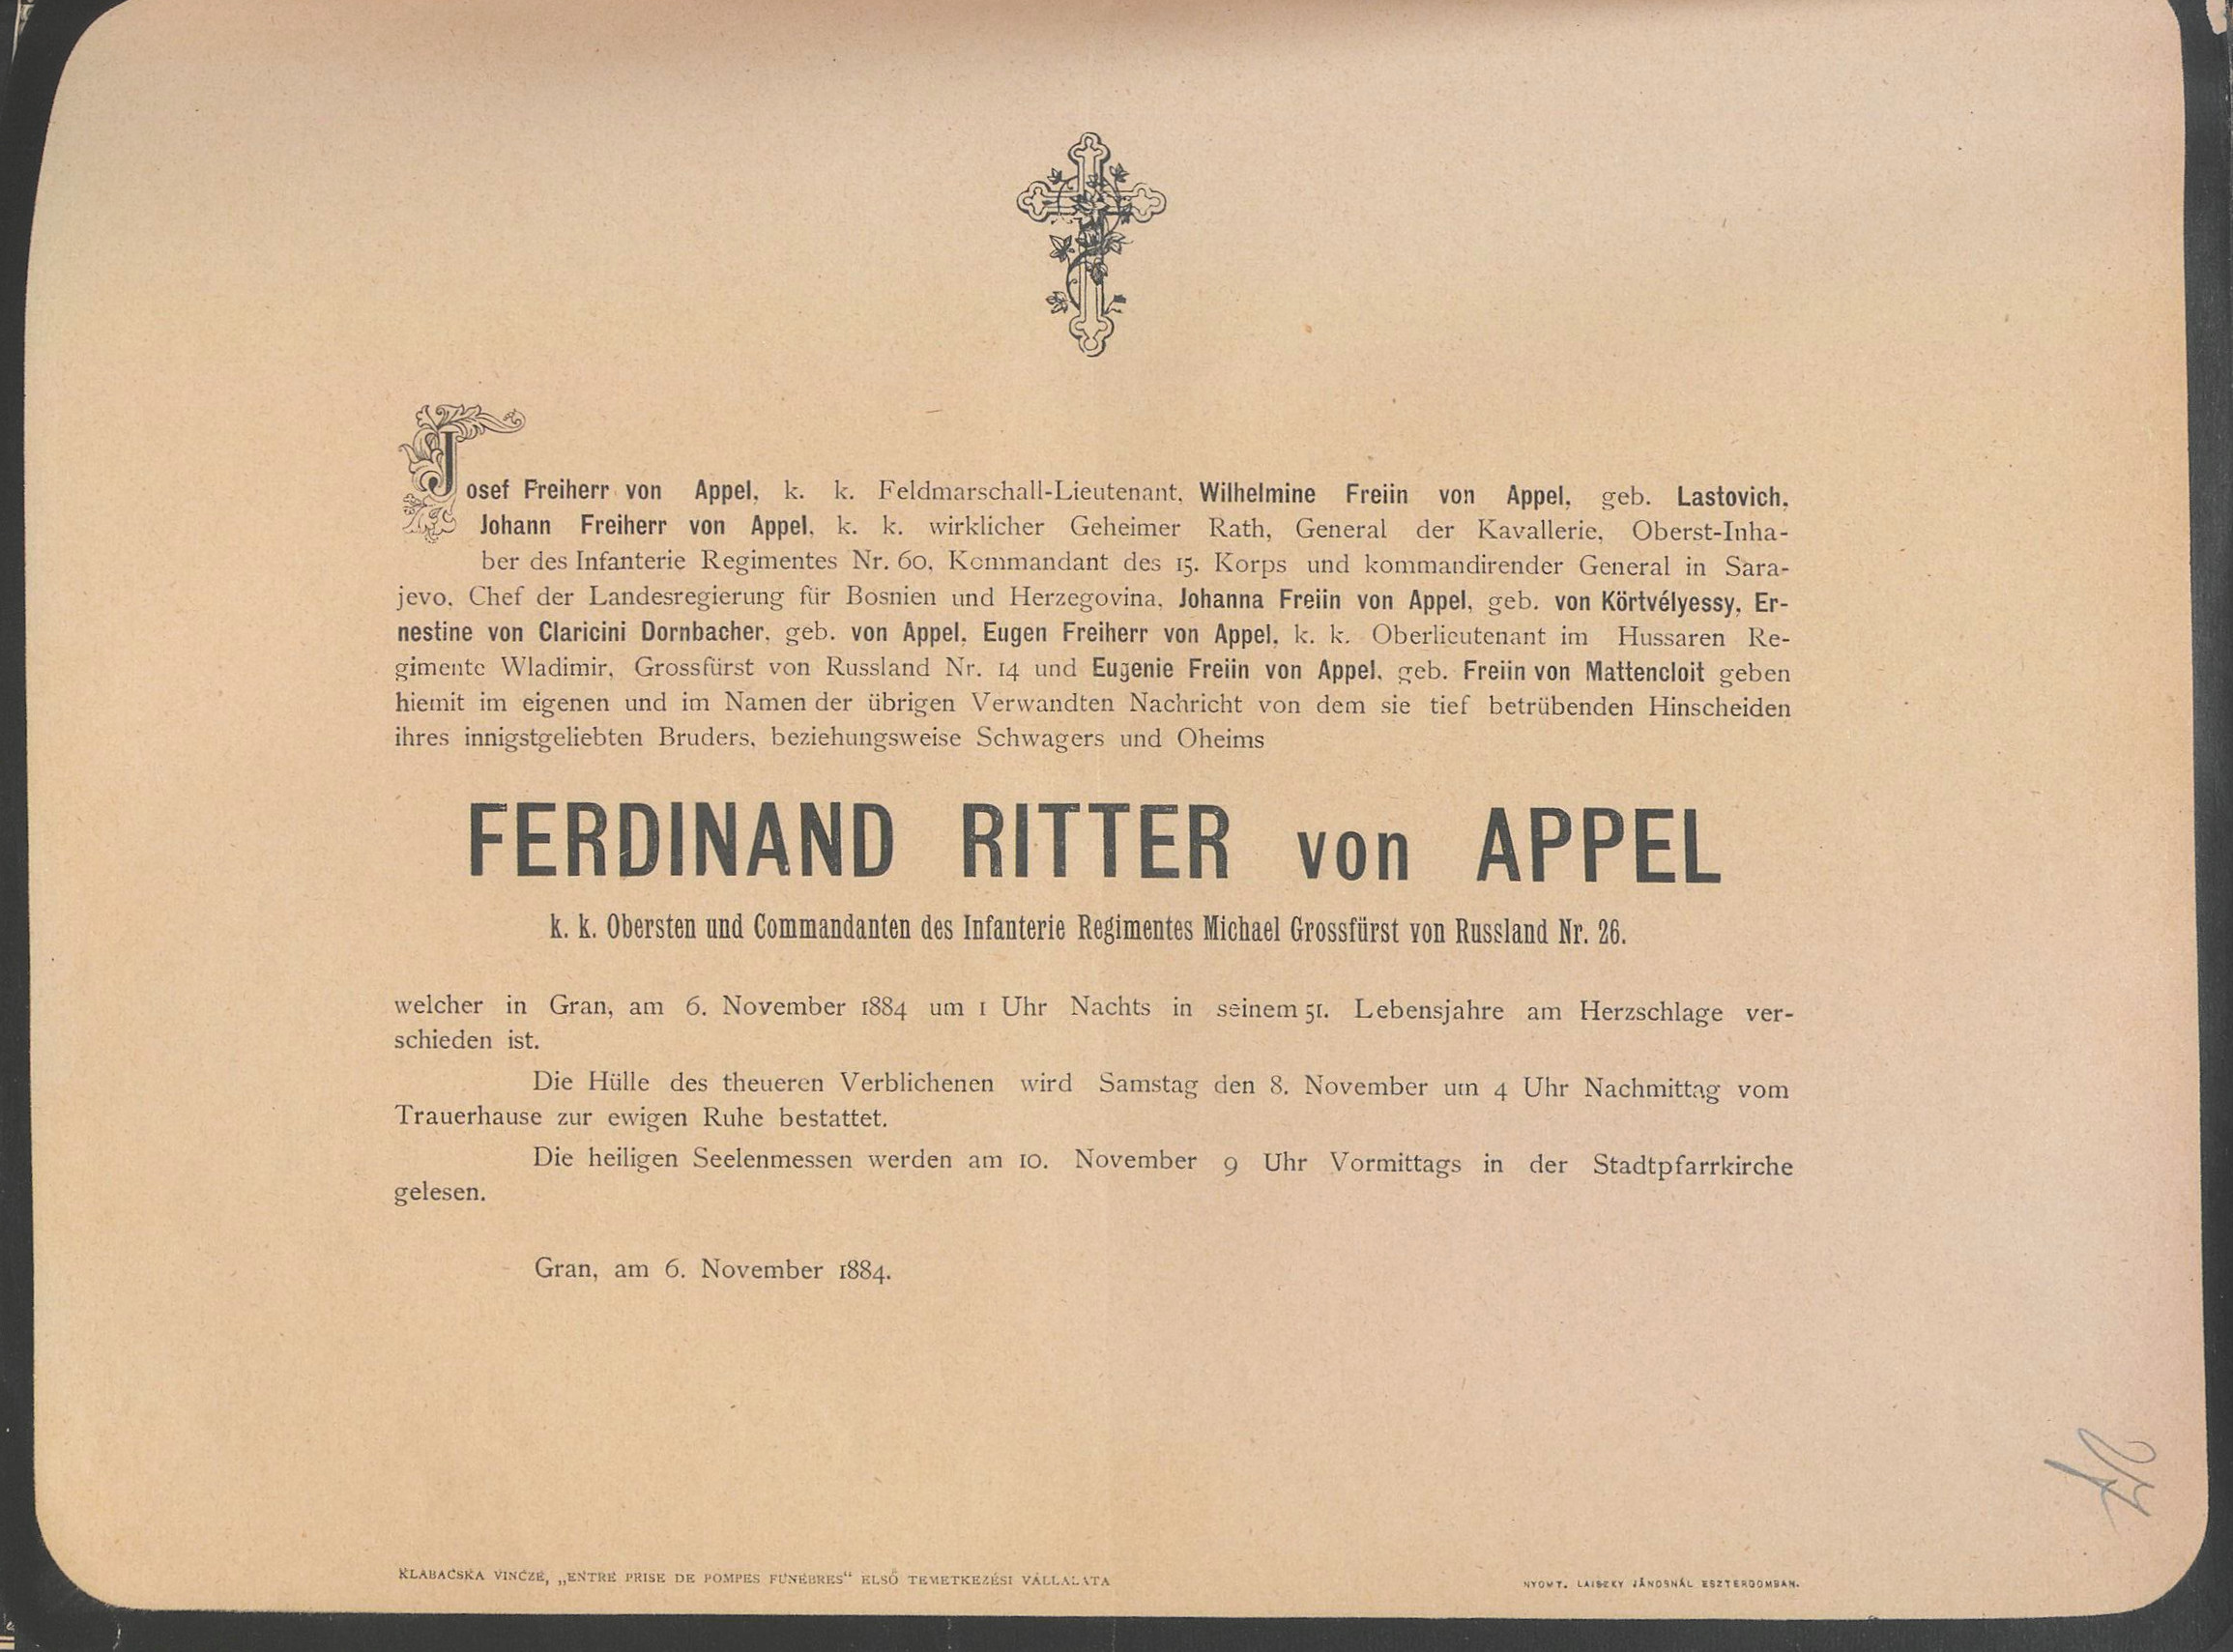 Josef Freiherr von Appel, k. k. Feldmarschall-Lieutenant, Wilhelmine Freiin von Appel, geb. Lastovich,
Johann Freiherr von Appel, k. k. wirklicher Geheimer Rath, General der Kavallerie, Oberst-Inha-
ber des Infanterie Regimentes Nr. 60, Kommandant des 15. Korps und kommandirender General in Sara-
jevo, Chef der Landesregierung für Bosnien und Herzegovina, Johanna Freiin von Appel, geb. von Körtvélyessy, Er-
nestine von Claricini Dornbacher, geb. von Appel, Eugen Freiherr von Appel, k. k. Oberlieutenant im Hussaren Re-
gimente Wladimir, Grossfürst von Russland Nr. 14 und Eugenie Freiin von Appel, geb. Freiin von Mattencloit geben
hiemit im eigenen und im Namen der übrigen Verwandten Nachricht von dem sie tief betrübenden Hinscheiden
ihres innigstgeliebten Bruders, beziehungsweise Schwagers und Oheims
FERDINAND RITTER von APPEL
k. k. Obersten und Commandanten des Infanterie Regimentes Michael Grossfürst von Russland Nr. 26.
welcher in Gran, am 6. November 1884 um 1 Uhr Nachts in seinem 51. Lebensjahre am Herzschlage ver-
schieden ist.
Die Hülle des theueren Verblichenen wird Samstag den 8. November um 4 Uhr Nachmittag vom
Trauerhause zur ewigen Ruhe bestattet.
Die heiligen Seelenmessen werden am 10. November 9 Uhr Vormittags in der Stadtpfarrkirche
gelesen.
Gran, am 6. November 1884.
KLABACSKA VINCZE, „ENTRE PRISE DE POMPES FUNEBRES“ ELSŐ TEMETKEZÉSI VÁLLALATA
NYOMT. LAISZKY JÁNOSNÁL ESZTERGOMBAN.